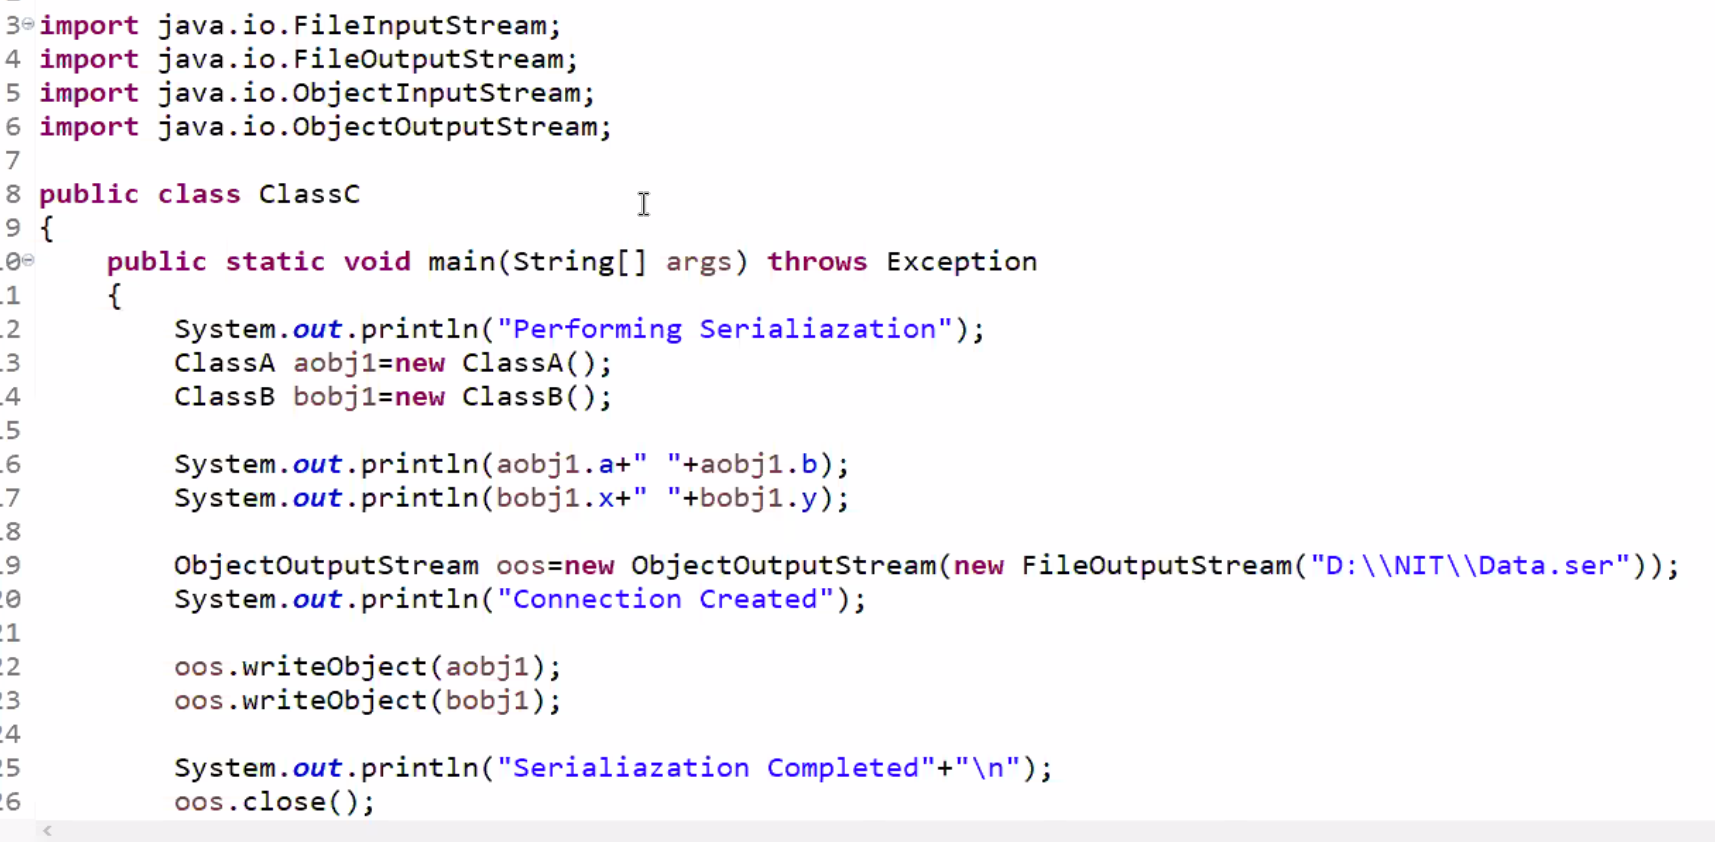 3 import java.io.FileInputStream;
4 import java.io.FileOutputStream;
5 import java.io.ObjectInputStream;
6 import java.io.ObjectOutputStream;
7
8 public class ClassC
9 {
.0 public static void main(String[] args) throws Exception
.1 {
.2 System.out.println("Performing Serialiazation");
.3 ClassA aobj1=new ClassA();
.4 ClassB bobj1=new ClassB();
.5
.6 System.out.println(aobj1.a+" "+aobj1.b);
.7 System.out.println(bobj1.x+" "+bobj1.y);
.8
.9 ObjectOutputStream oos=new ObjectOutputStream(new FileOutputStream("D:\\NIT\\Data.ser"));
20 System.out.println("Connection Created");
21
22 oos.writeObject(aobj1);
23 oos.writeObject(bobj1);
24
25 System.out.println("Serialiazation Completed"+"\n");
26 oos.close();